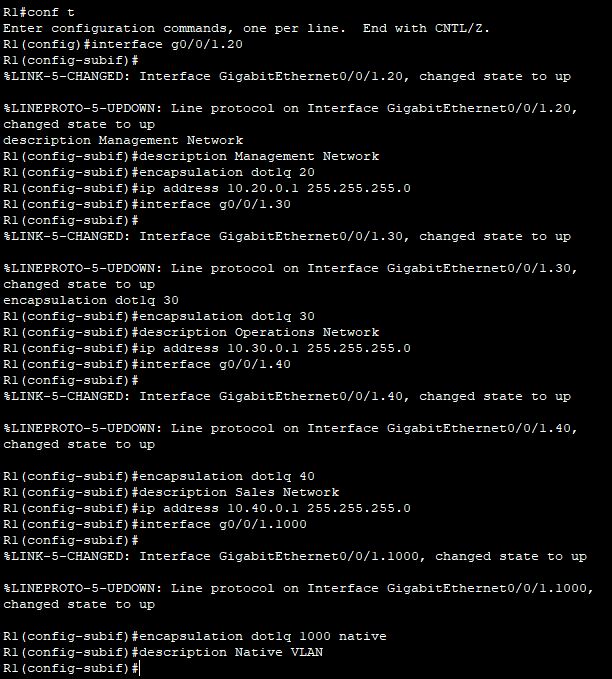 R1#conf t
Enter configuration commands, one per line.  End with CNTL/Z.
R1(config)#interface g0/0/1.20
R1(config-subif)#
%LINK-5-CHANGED: Interface GigabitEthernet0/0/1.20, changed state to up

%LINEPROTO-5-UPDOWN: Line protocol on Interface GigabitEthernet0/0/1.20,
changed state to up
description Management Network
R1(config-subif)#description Management Network
R1(config-subif)#encapsulation dot1q 20
R1(config-subif)#ip address 10.20.0.1 255.255.255.0
R1(config-subif)#interface g0/0/1.30
R1(config-subif)#
%LINK-5-CHANGED: Interface GigabitEthernet0/0/1.30, changed state to up

%LINEPROTO-5-UPDOWN: Line protocol on Interface GigabitEthernet0/0/1.30,
changed state to up
encapsulation dot1q 30
R1(config-subif)#encapsulation dot1q 30
R1(config-subif)#description Operations Network
R1(config-subif)#ip address 10.30.0.1 255.255.255.0
R1(config-subif)#interface g0/0/1.40
R1(config-subif)#
%LINK-5-CHANGED: Interface GigabitEthernet0/0/1.40, changed state to up

%LINEPROTO-5-UPDOWN: Line protocol on Interface GigabitEthernet0/0/1.40,
changed state to up

R1(config-subif)#encapsulation dot1q 40
R1(config-subif)#description Sales Network
R1(config-subif)#ip address 10.40.0.1 255.255.255.0
R1(config-subif)#interface g0/0/1.1000
R1(config-subif)#
%LINK-5-CHANGED: Interface GigabitEthernet0/0/1.1000, changed state to up

%LINEPROTO-5-UPDOWN: Line protocol on Interface GigabitEthernet0/0/1.1000,
changed state to up

R1(config-subif)#encapsulation dot1q 1000 native
R1(config-subif)#description Native VLAN
R1(config-subif)#